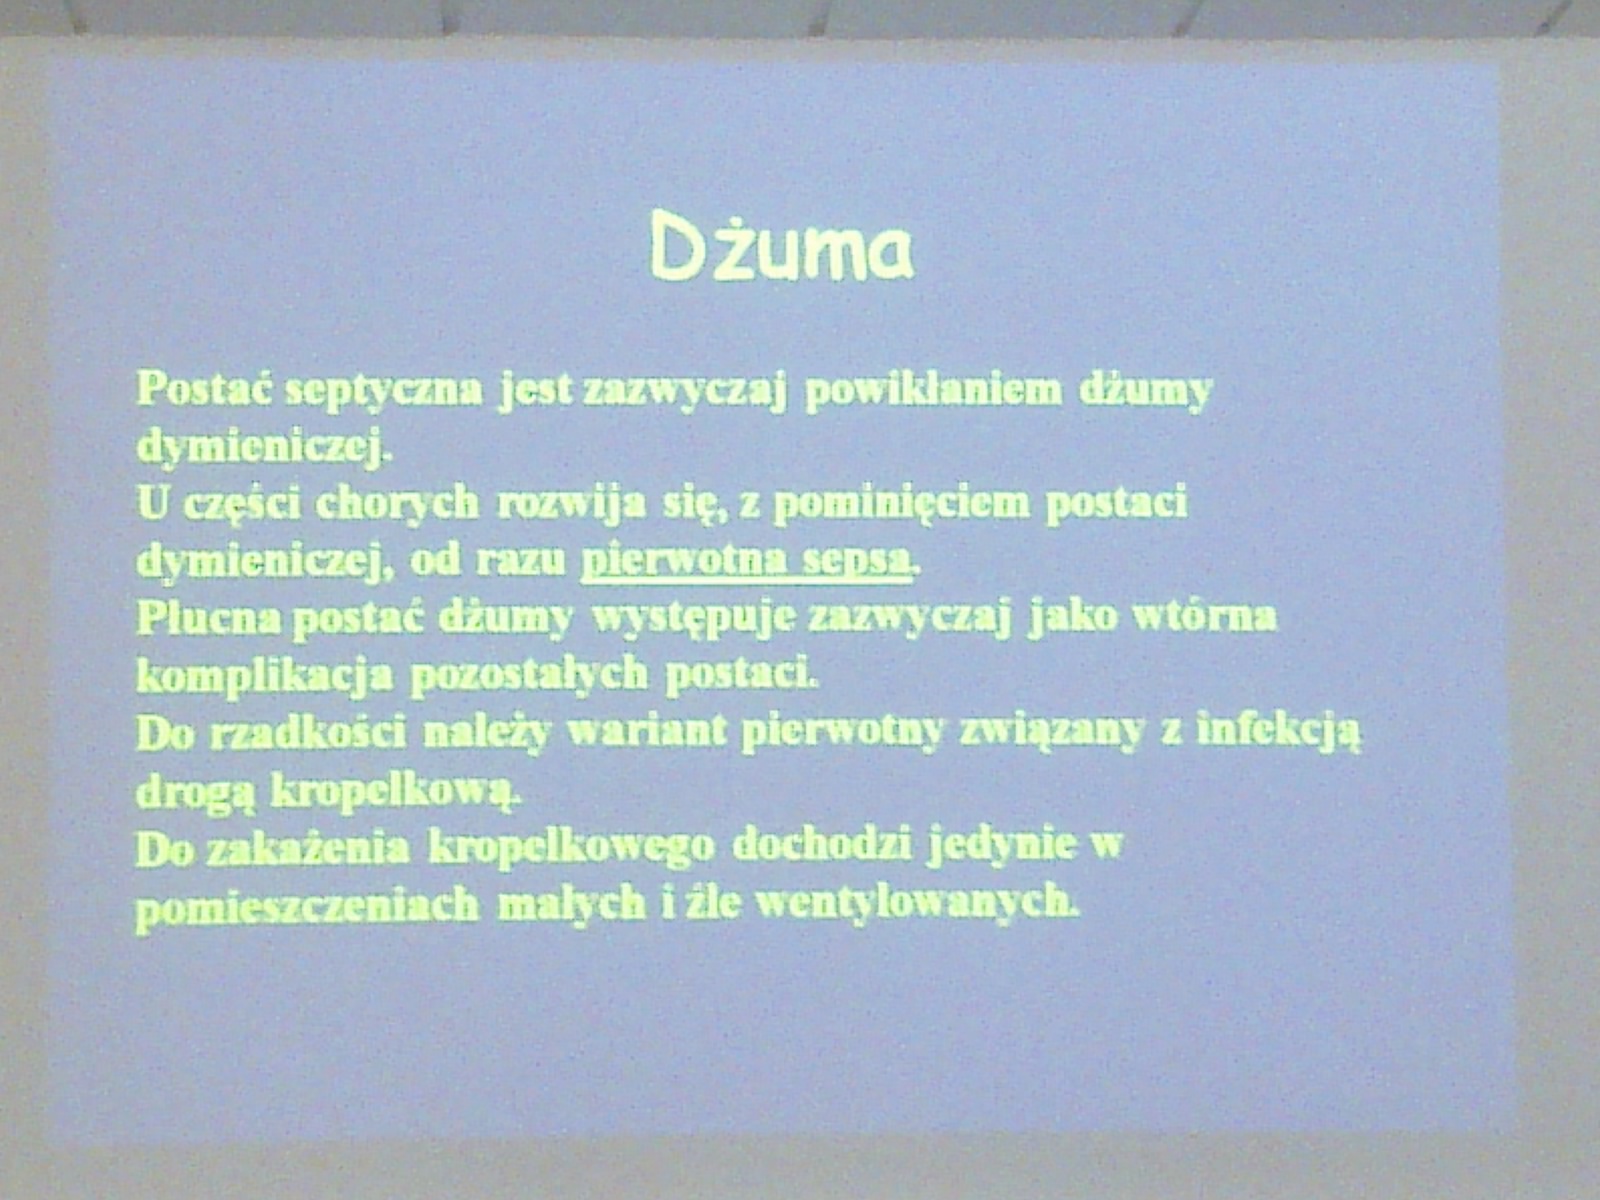 Dżuma
Postać septyczna jest zazwyczaj powikłaniem dżumy
dymieniczej.
U części chorych rozwija się, z pominięciem postaci
dymieniczej, od razu pierwotna sepsa.
Płucna postać dżumy występuje zazwyczaj jako wtórna
komplikacja pozostałych postaci.
Do rzadkości należy wariant pierwotny związany z infekcją
drogą kropelkową.
Do zakażenia kropelkowego dochodzi jedynie w
pomieszczeniach małych i źle wentylowanych.